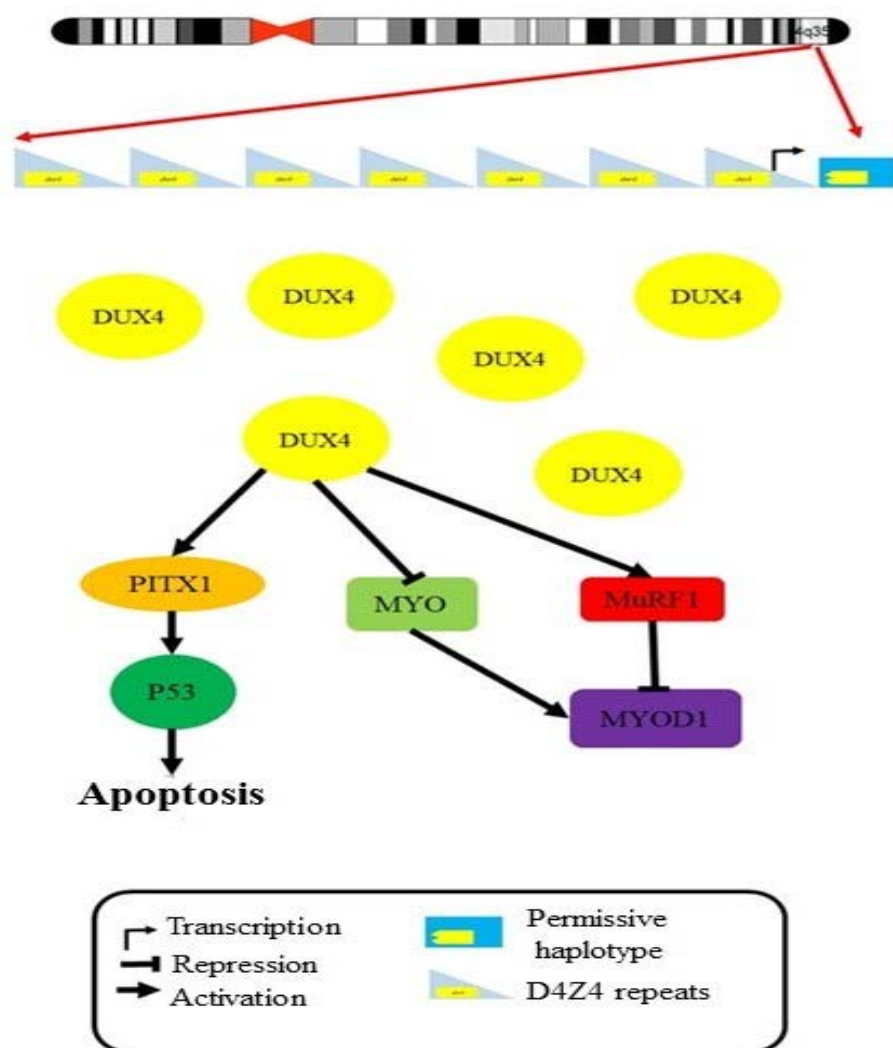 4q35
DUX4
DUX4
DUX4
DUX4
DUX4
DUX4
PITX1
MYO
MuRF1
P53
MYOD1
Apoptosis
Transcription
Repression
Activation
Permissive
haplotype
D4Z4 repeats